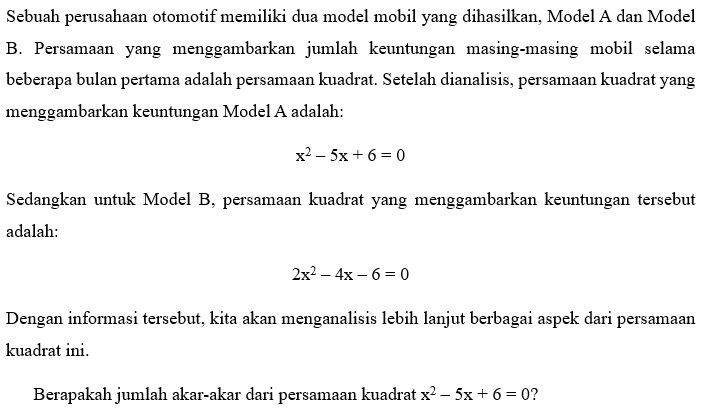 Sebuah perusahaan otomotif memiliki dua model mobil yang dihasilkan, Model A dan Model
B. Persamaan yang menggambarkan jumlah keuntungan masing-masing mobil selama
beberapa bulan pertama adalah persamaan kuadrat. Setelah dianalisis, persamaan kuadrat yang
menggambarkan keuntungan Model A adalah:
x² – 5x + 6 = 0
Sedangkan untuk Model B, persamaan kuadrat yang menggambarkan keuntungan tersebut
adalah:
2x² – 4x – 6 = 0
Dengan informasi tersebut, kita akan menganalisis lebih lanjut berbagai aspek dari persamaan
kuadrat ini.
Berapakah jumlah akar-akar dari persamaan kuadrat x² – 5x + 6 = 0?